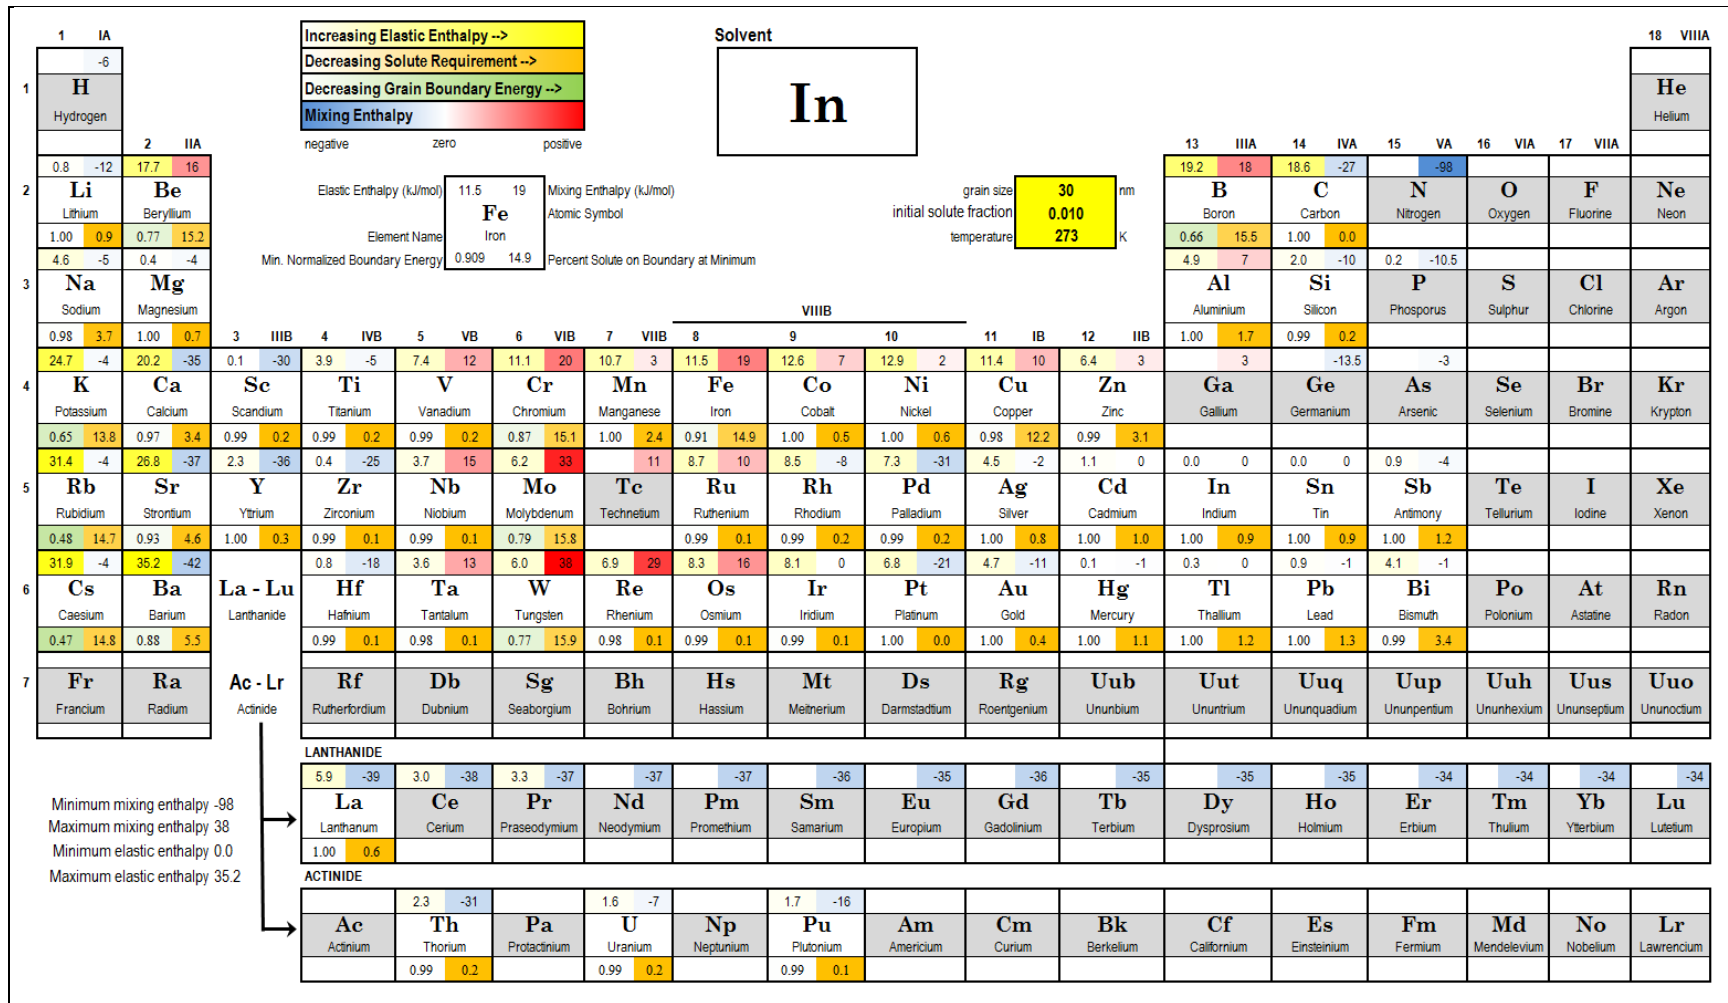 1 IA
Increasing Elastic Enthalpy -->
Solvent
18 VIIIA
-6
Decreasing Solute Requirement -->
1 H He
Decreasing Grain Boundary Energy -->
In
Hydrogen Helium
Mixing Enthalpy
2 IIA
negative zero positive
13 IIIA 14 IVA 15 VA 16 VIA 17 VIIA
0.8 -12 17.7 16 19.2 18 18.6 -27 -98
2 Li Be B C N O F Ne
Elastic Enthalpy (kJ/mol) 11.5 19 Mixing Enthalpy (kJ/mol)
grain size 30 nm
Lithium Beryllium Boron Carbon Nitrogen Oxygen Fluorine Neon
Fe Atomic Symbol
initial solute fraction 0.010
1.00 0.9 0.77 15.2 0.66 15.5 1.00 0.0
Element Name Iron
temperature 273 K
4.6 -5 0.4 -4 4.9 7 2.0 -10 0.2 -10.5
Min. Normalized Boundary Energy 0.909 14.9 Percent Solute on Boundary at Minimum
3 Na Mg Al Si P S Cl Ar
Sodium Magnesium Aluminium Silicon Phosporus Sulphur Chlorine Argon
VIIIB
0.98 3.7 1.00 0.7 3 IIIB 4 IVB 5 VB 6 VIB 7 VIIB 8 9 10 11 IB 12 IIB 1.00 1.7 0.99 0.2
24.7 -4 20.2 -35 0.1 -30 3.9 -5 7.4 12 11.1 20 10.7 3 11.5 19 12.6 7 12.9 2 11.4 10 6.4 3 3 -13.5 -3
4 K Ca Sc Ti V Cr Mn Fe Co Ni Cu Zn Ga Ge As Se Br Kr
Potassium Calcium Scandium Titanium Vanadium Chromium Manganese Iron Cobalt Nickel Copper Zinc Gallium Germanium Arsenic Selenium Bromine Krypton
0.65 13.8 0.97 3.4 0.99 0.2 0.99 0.2 0.99 0.2 0.87 15.1 1.00 2.4 0.91 14.9 1.00 0.5 1.00 0.6 0.98 12.2 0.99 3.1
31.4 -4 26.8 -37 2.3 -36 0.4 -25 3.7 15 6.2 33 11 8.7 10 8.5 -8 7.3 -31 4.5 -2 1.1 0 0.0 0 0.0 0 0.9 -4
5 Rb Sr Y Zr Nb Mo Tc Ru Rh Pd Ag Cd In Sn Sb Te I Xe
Rubidium Strontium Yttrium Zirconium Niobium Molybdenum Technetium Ruthenium Rhodium Palladium Silver Cadmium Indium Tin Antimony Tellurium Iodine Xenon
0.48 14.7 0.93 4.6 1.00 0.3 0.99 0.1 0.99 0.1 0.79 15.8 0.99 0.1 0.99 0.2 0.99 0.2 1.00 0.8 1.00 1.0 1.00 0.9 1.00 0.9 1.00 1.2
31.9 -4 35.2 -42 0.8 -18 3.6 13 6.0 38 6.9 29 8.3 16 8.1 0 6.8 -21 4.7 -11 0.1 -1 0.3 0 0.9 -1 4.1 -1
6 Cs Ba La - Lu Hf Ta W Re Os Ir Pt Au Hg Tl Pb Bi Po At Rn
Caesium Barium Lanthanide Hafnium Tantalum Tungsten Rhenium Osmium Iridium Platinum Gold Mercury Thallium Lead Bismuth Polonium Astatine Radon
0.47 14.8 0.88 5.5 0.99 0.1 0.98 0.1 0.77 15.9 0.98 0.1 0.99 0.1 0.99 0.1 1.00 0.0 1.00 0.4 1.00 1.1 1.00 1.2 1.00 1.3 0.99 3.4
7 Fr Ra Ac - Lr Rf Db Sg Bh Hs Mt Ds Rg Uub Uut Uuq Uup Uuh Uus Uuo
Francium Radium Actinide Rutherfordium Dubnium Seaborgium Bohrium Hassium Meitnerium Darmstadtium Roentgenium Ununbium Ununtrium Ununquadium Ununpentium Ununhexium Ununseptium Ununoctium
LANTHANIDE
5.9 -39 3.0 -38 3.3 -37 -37 -37 -36 -35 -36 -35 -35 -35 -34 -34 -34 -34
La Ce Pr Nd Pm Sm Eu Gd Tb Dy Ho Er Tm Yb Lu
Lanthanum Cerium Praseodymium Neodymium Promethium Samarium Europium Gadolinium Terbium Dysprosium Holmium Erbium Thulium Ytterbium Lutetium
1.00 0.6
Minimum mixing enthalpy -98
Maximum mixing enthalpy 38
Minimum elastic enthalpy 0.0
Maximum elastic enthalpy 35.2
ACTINIDE
2.3 -31 1.6 -7 1.7 -16
Ac Th Pa U Np Pu Am Cm Bk Cf Es Fm Md No Lr
Actinium Thorium Protactinium Uranium Neptunium Plutonium Americium Curium Berkelium Californium Einsteinium Fermium Mendelevium Nobelium Lawrencium
0.99 0.2 0.99 0.2 0.99 0.1